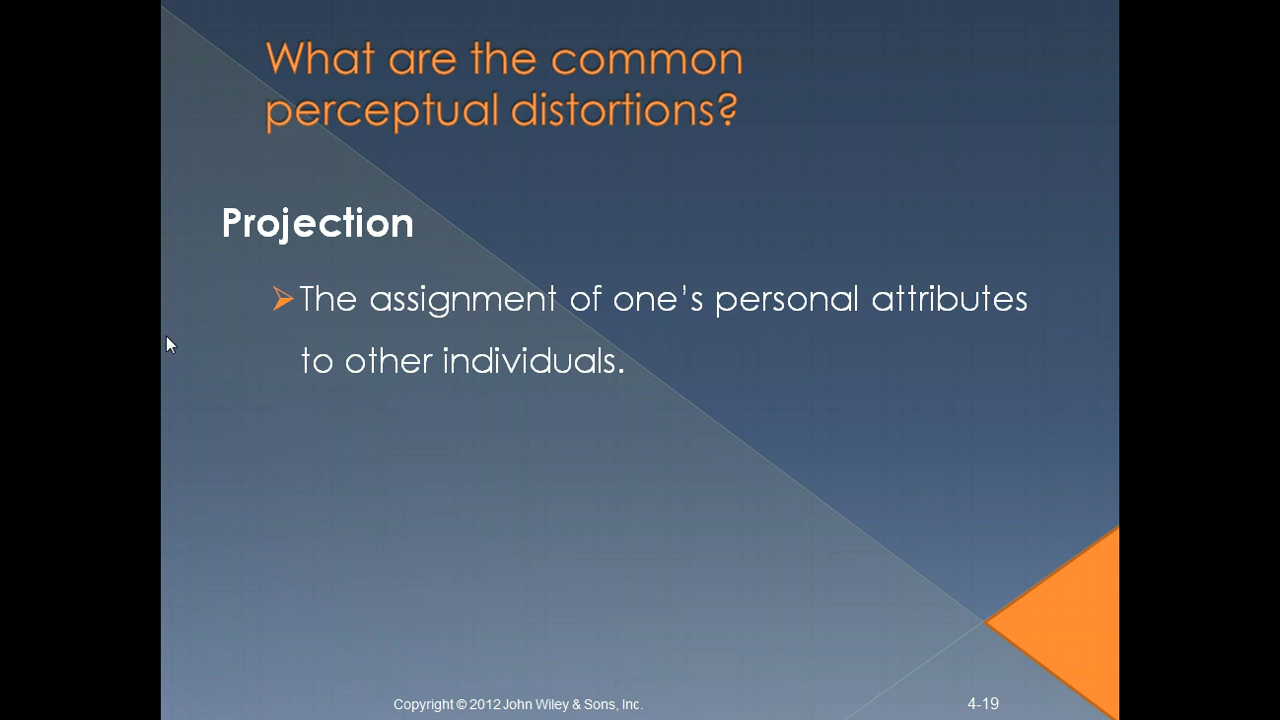 What are the common
perceptual distortions?
Projection
The assignment of one's personal attributes
to other individuals.
Copyright © 2012 John Wiley & Sons, Inc.
4-19